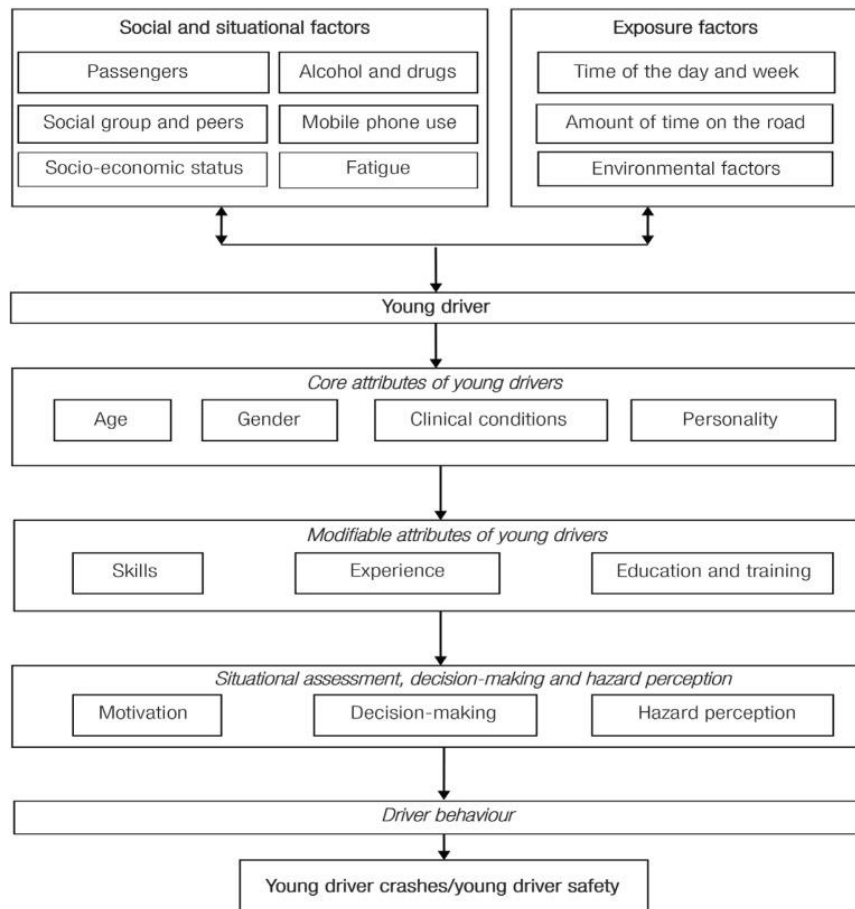 Social and situational factors
Passengers
Alcohol and drugs
Social group and peers
Mobile phone use
Socio-economic status
Fatigue
Exposure factors
Time of the day and week
Amount of time on the road
Environmental factors
Young driver
Core attributes of young drivers
Age
Gender
Clinical conditions
Personality
Modifiable attributes of young drivers
Skills
Experience
Education and training
Situational assessment, decision-making and hazard perception
Motivation
Decision-making
Hazard perception
Driver behaviour
Young driver crashes/young driver safety